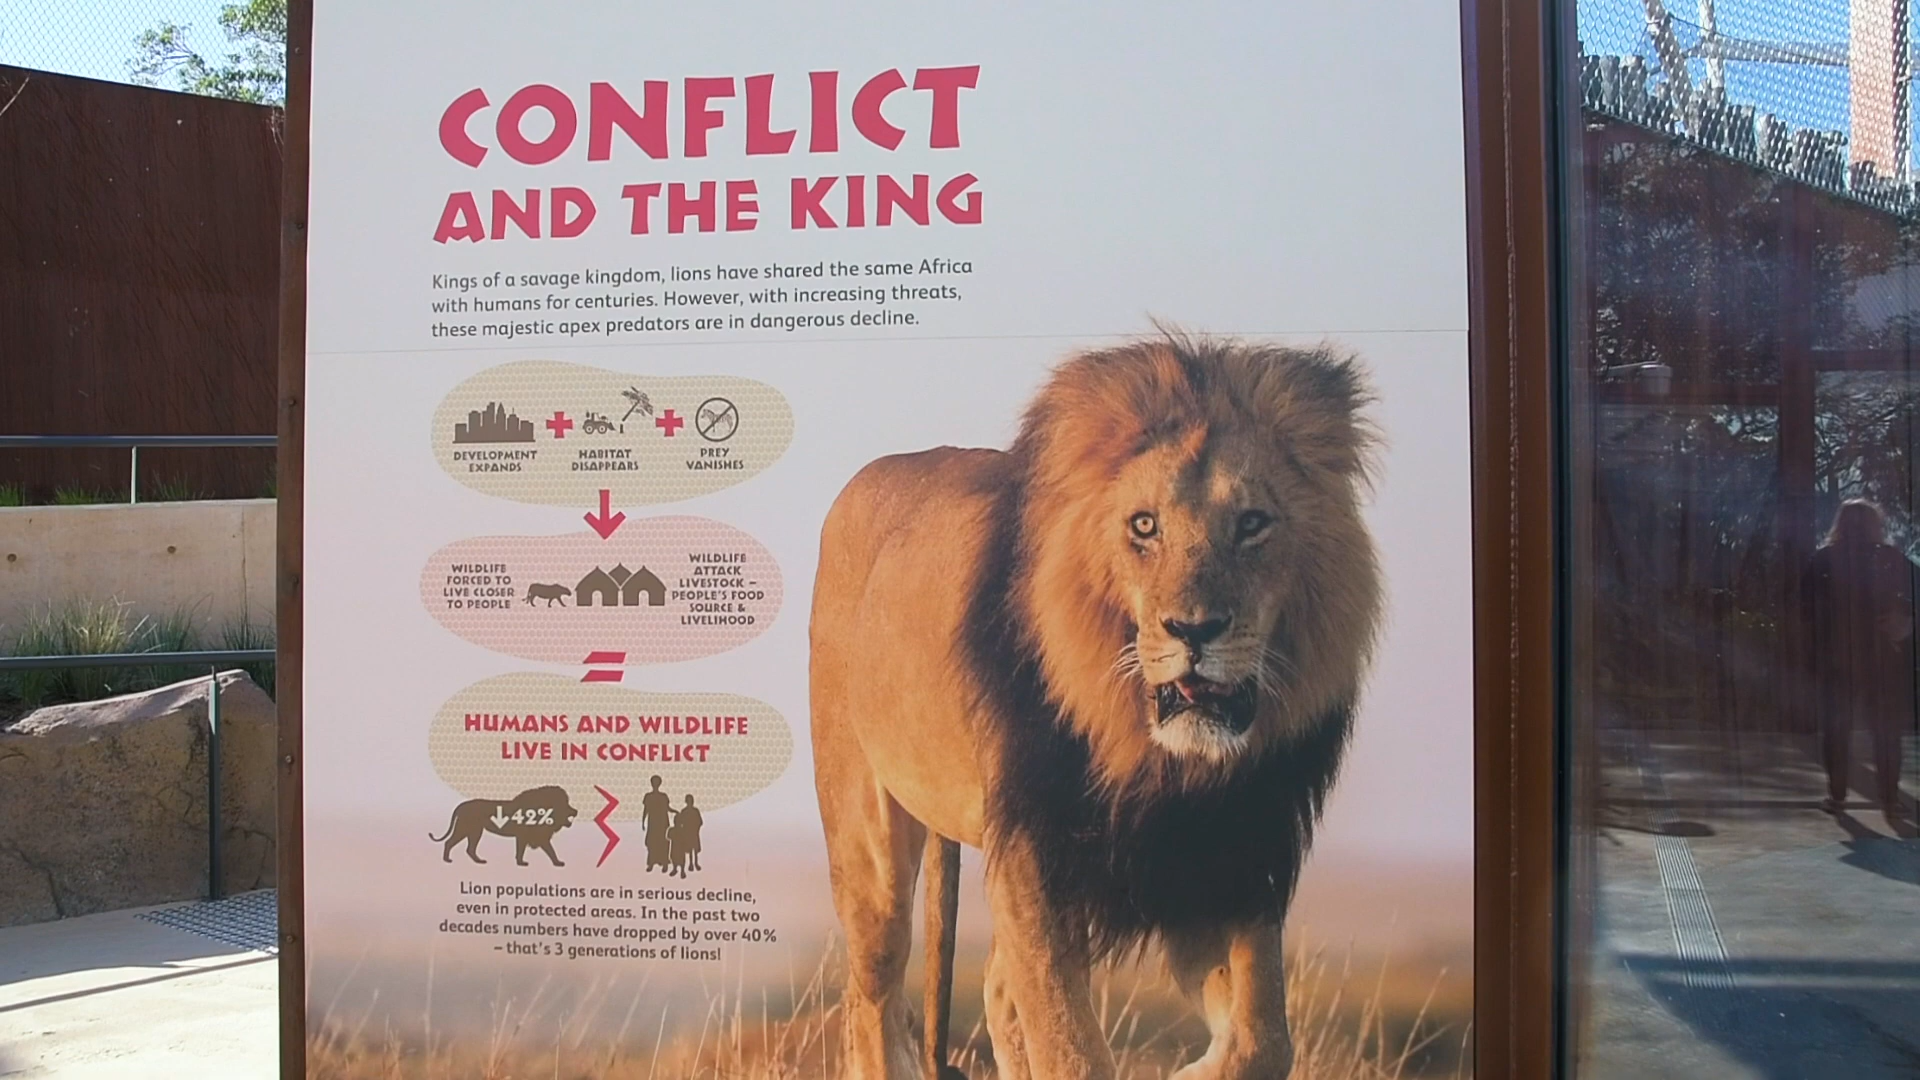 CONFLICT
AND THE KING
Kings of a savage kingdom, lions have shared the same Africa
with humans for centuries. However, with increasing threats,
these majestic apex predators are in dangerous decline.
DEVELOPMENT
EXPANDS
+
HABITAT
DISAPPEARS
+
PREY
VANISHES
WILDLIFE
FORCED TO
LIVE CLOSER
TO PEOPLE
WILDLIFE
ATTACK
LIVESTOCK –
PEOPLE'S FOOD
SOURCE &
LIVELIHOOD
=
HUMANS AND WILDLIFE
LIVE IN CONFLICT
↓42%
Lion populations are in serious decline,
even in protected areas. In the past two
decades numbers have dropped by over 40%
– that's 3 generations of lions!